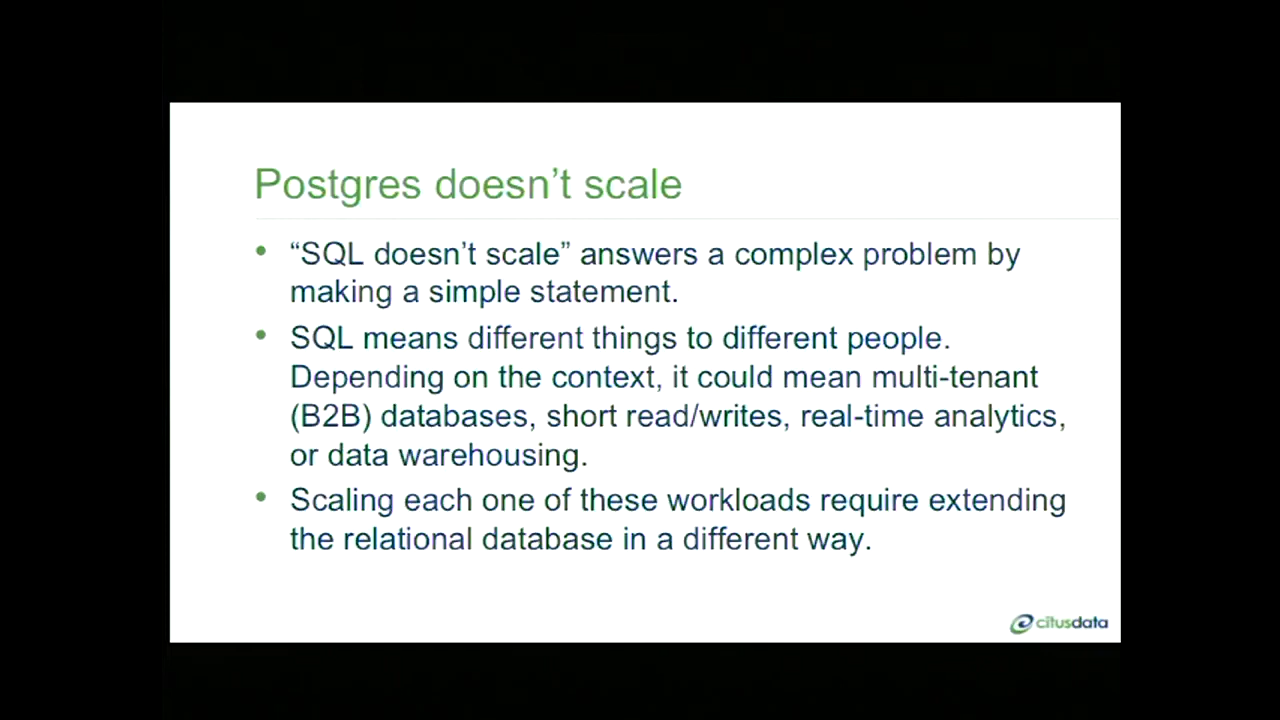 Postgres doesn’t scale
• “SQL doesn’t scale” answers a complex problem by
making a simple statement.
• SQL means different things to different people.
Depending on the context, it could mean multi-tenant
(B2B) databases, short read/writes, real-time analytics,
or data warehousing.
• Scaling each one of these workloads require extending
the relational database in a different way.
citusdata